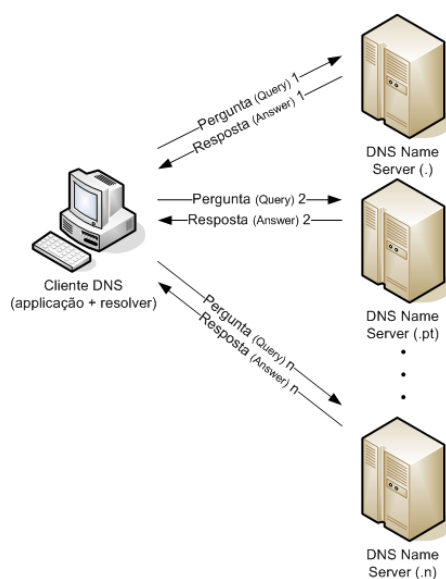 Pergunta (Query) 1
Resposta (Answer) 1
DNS Name
Server (.)
Pergunta (Query) 2
Resposta (Answer) 2
Cliente DNS
(applicação + resolver)
DNS Name
Server (.pt)
Pergunta (Query) n
Resposta (Answer) n
DNS Name
Server (.n)